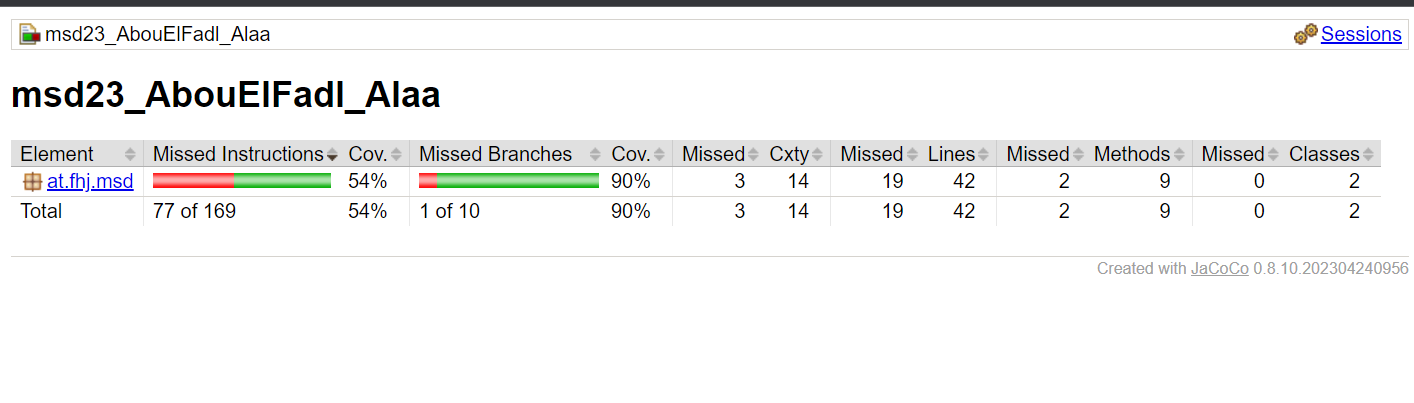 msd23_AbouElFadl_Alaa Sessions
msd23_AbouElFadl_Alaa
Element Missed Instructions Cov. Missed Branches Cov. Missed Cxty Missed Lines Missed Methods Missed Classes
at.fhj.msd 54% 90% 3 14 19 42 2 9 0 2
Total 77 of 169 54% 1 of 10 90% 3 14 19 42 2 9 0 2
Created with JaCoCo 0.8.10.202304240956